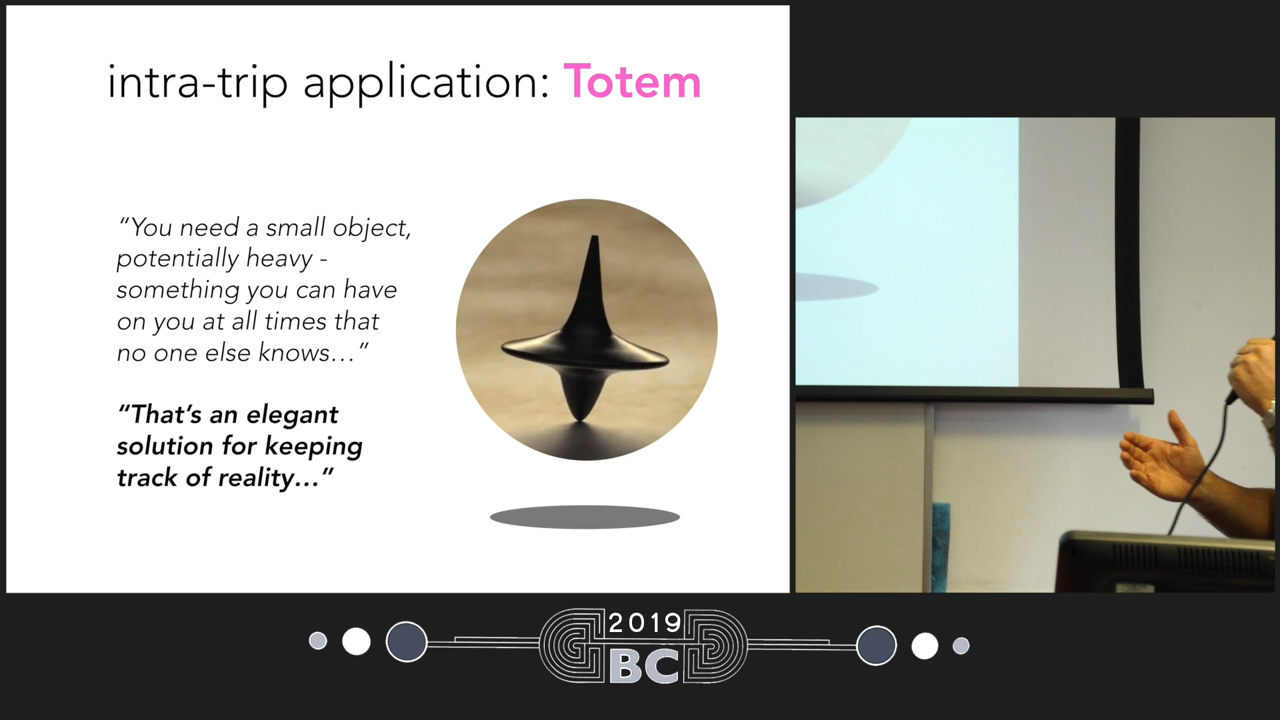 intra-trip application: Totem
“You need a small object,
potentially heavy -
something you can have
on you at all times that
no one else knows…”
“That’s an elegant
solution for keeping
track of reality…”
2019
BC